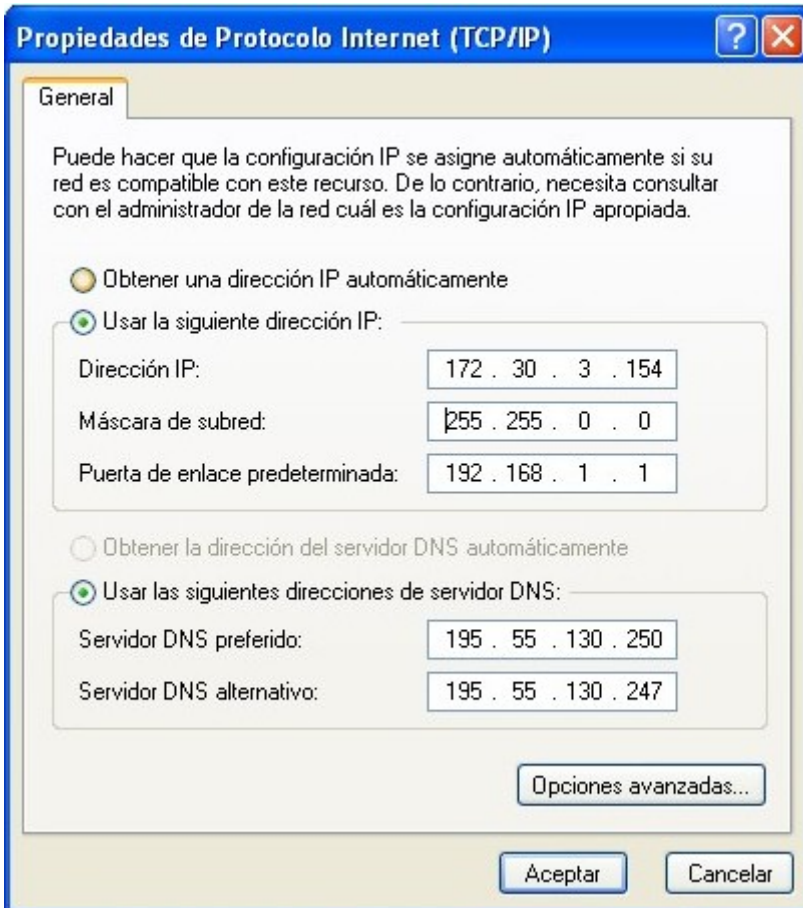 Propiedades de Protocolo Internet (TCP/IP)
General
Puede hacer que la configuración IP se asigne automáticamente si su
red es compatible con este recurso. De lo contrario, necesita consultar
con el administrador de la red cuál es la configuración IP apropiada.
Obtener una dirección IP automáticamente
Usar la siguiente dirección IP:
Dirección IP: 172 . 30 . 3 . 154
Máscara de subred: 255 . 255 . 0 . 0
Puerta de enlace predeterminada: 192 . 168 . 1 . 1
Obtener la dirección del servidor DNS automáticamente
Usar las siguientes direcciones de servidor DNS:
Servidor DNS preferido: 195 . 55 . 130 . 250
Servidor DNS alternativo: 195 . 55 . 130 . 247
Opciones avanzadas...
Aceptar Cancelar